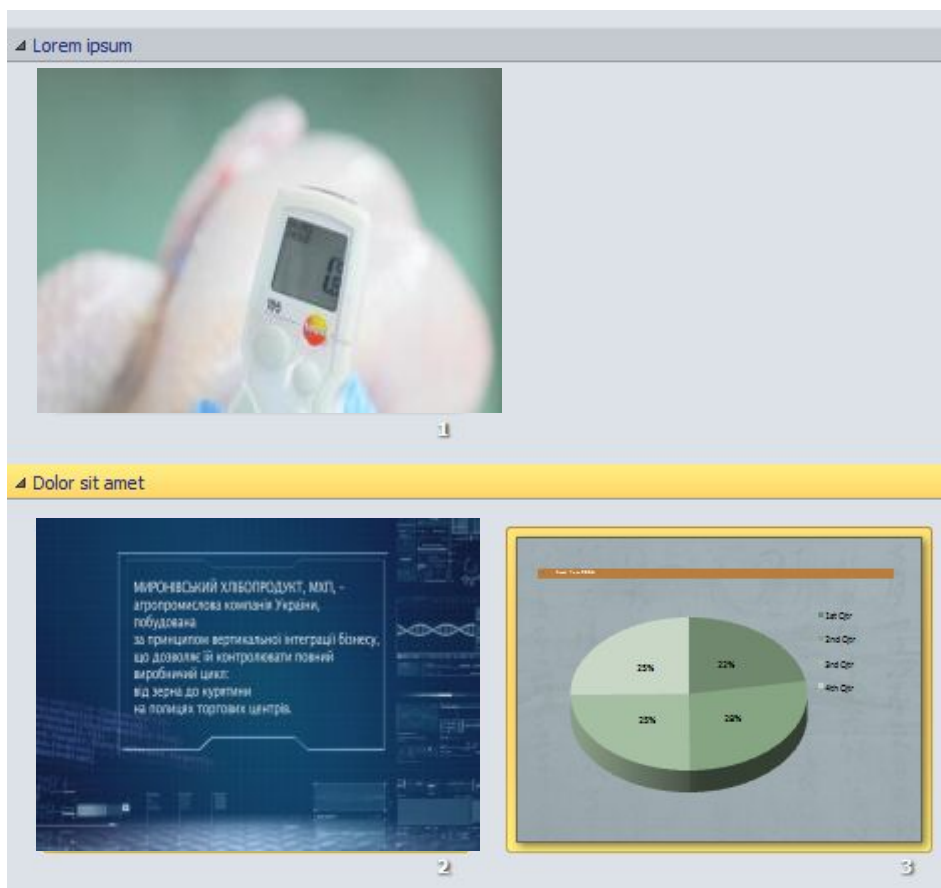 Lorem ipsum
1
Dolor sit amet
МИРОНІВСЬКИЙ ХЛІБОПРОДУКТ, МХП, –
агропромислова компанія України,
побудована
за принципом вертикальної інтеграції бізнесу,
що дозволяє їй контролювати повний
виробничий цикл:
від зерна до курятини
на полицях торгових центрів.
2
1st Qtr
2nd Qtr
3rd Qtr
4th Qtr
25%
22%
25%
28%
3